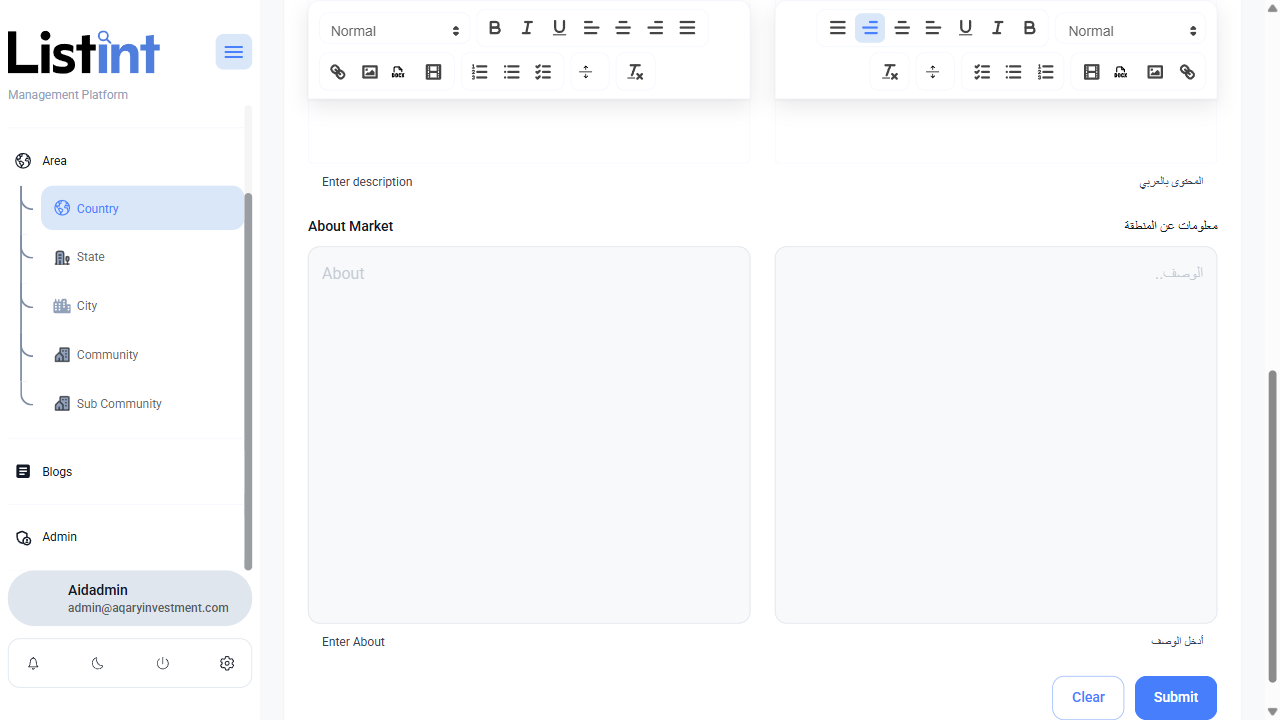 Listint
Management Platform
Area
Country
State
City
Community
Sub Community
Blogs
Admin
Aidadmin
admin@aqaryinvestment.com
Normal
Normal
Enter description
المحتوى بالعربي
About Market
معلومات عن المنطقة
About
الوصف..
Enter About
أدخل الوصف
Clear
Submit